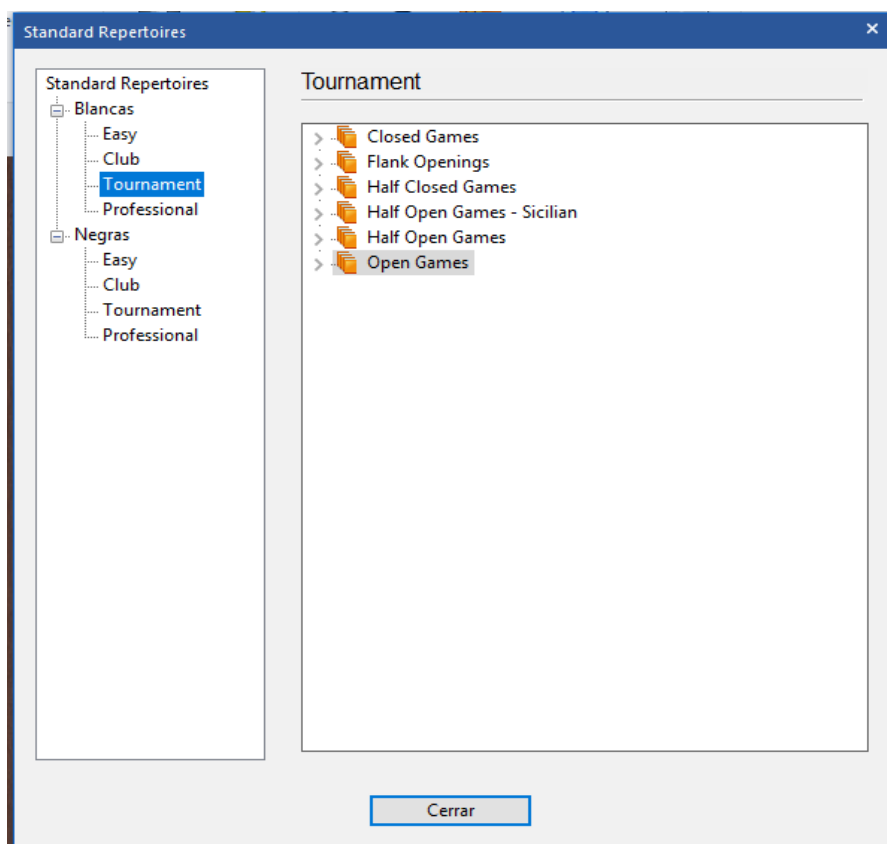 Standard Repertoires
Standard Repertoires
Blancas
Easy
Club
Tournament
Professional
Negras
Easy
Club
Tournament
Professional
Tournament
Closed Games
Flank Openings
Half Closed Games
Half Open Games - Sicilian
Half Open Games
Open Games
Cerrar